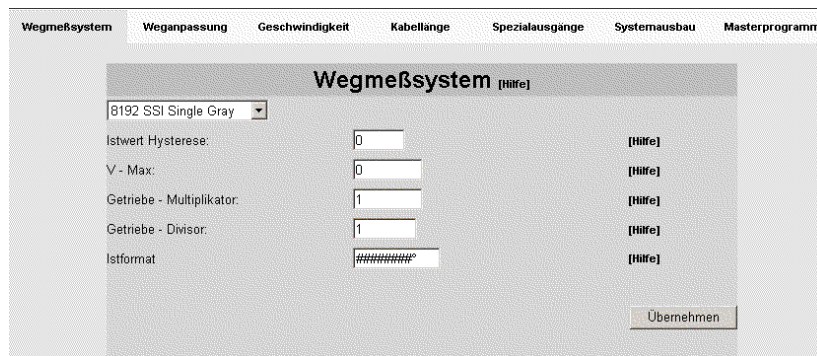 Wegmeßsystem Weganpassung Geschwindigkeit Kabellänge Spezialausgänge Systemausbau Masterprogramm
Wegmeßsystem [Hilfe]
8192 SSI Single Gray
Istwert Hysterese: 0 [Hilfe]
V - Max: 0 [Hilfe]
Getriebe - Multiplikator: 1 [Hilfe]
Getriebe - Divisor: 1 [Hilfe]
Istformat ########° [Hilfe]
Übernehmen